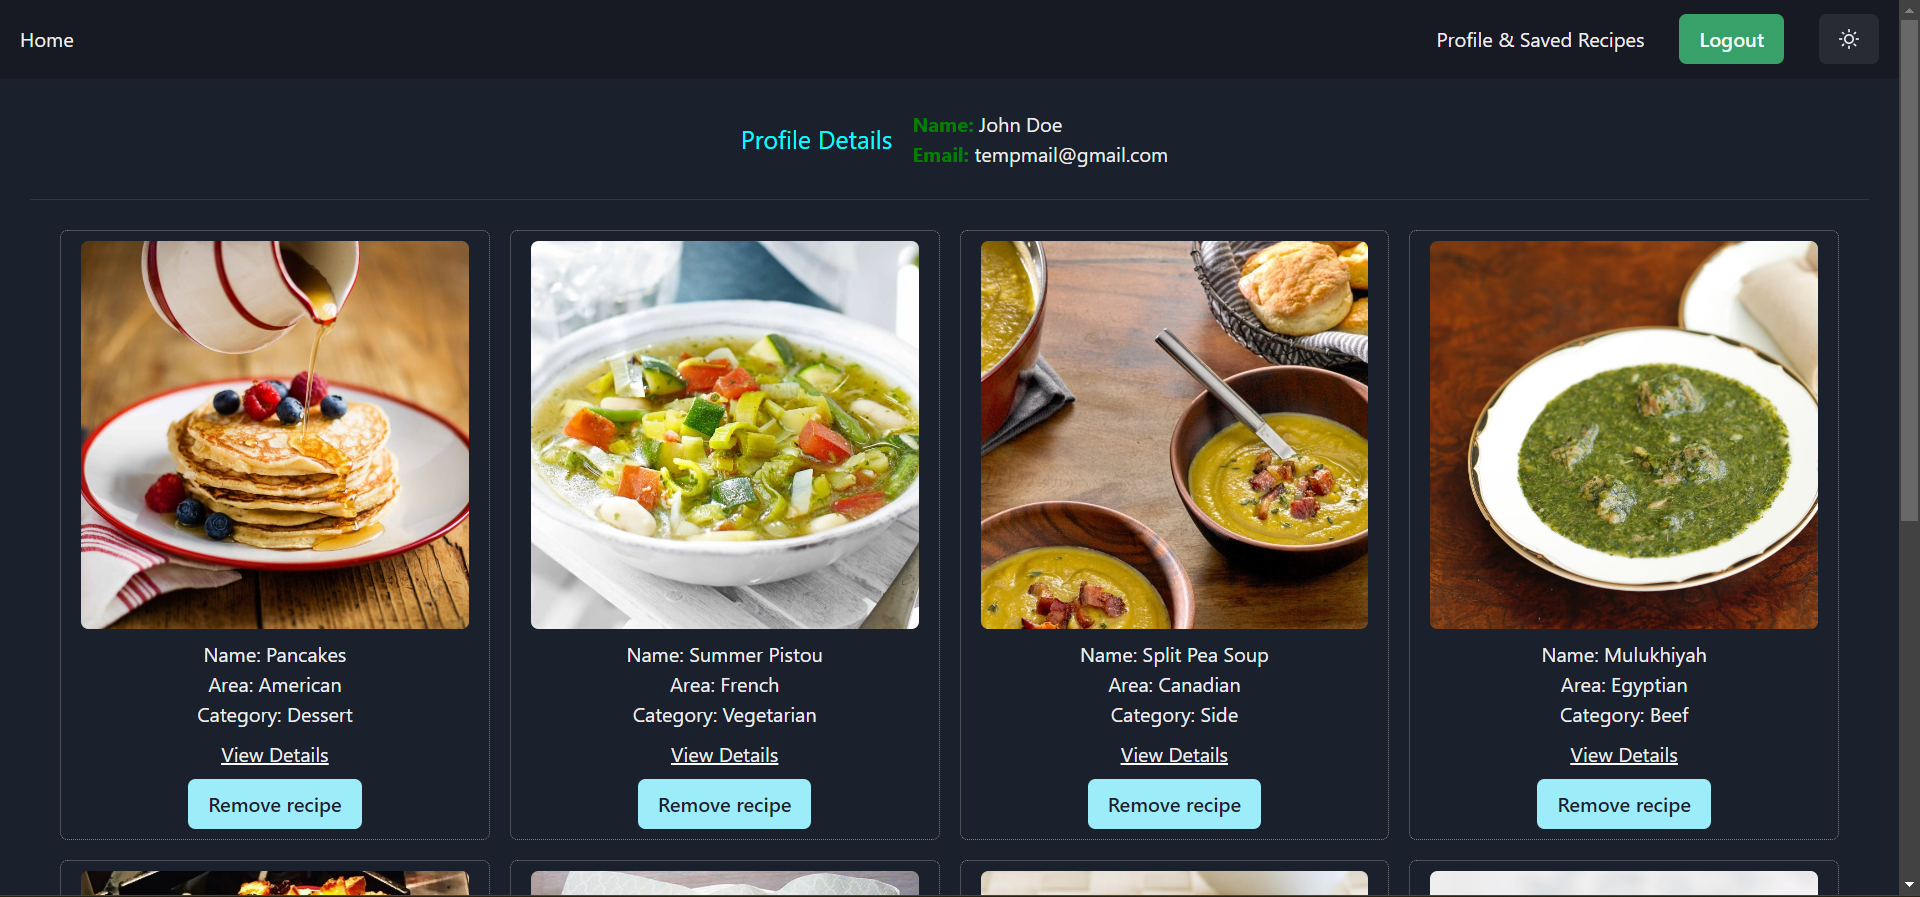 Home
Profile & Saved Recipes
Logout
Profile Details
Name: John Doe
Email: tempmail@gmail.com
Name: Pancakes
Area: American
Category: Dessert
View Details
Remove recipe
Name: Summer Pistou
Area: French
Category: Vegetarian
View Details
Remove recipe
Name: Split Pea Soup
Area: Canadian
Category: Side
View Details
Remove recipe
Name: Mulukhiyah
Area: Egyptian
Category: Beef
View Details
Remove recipe